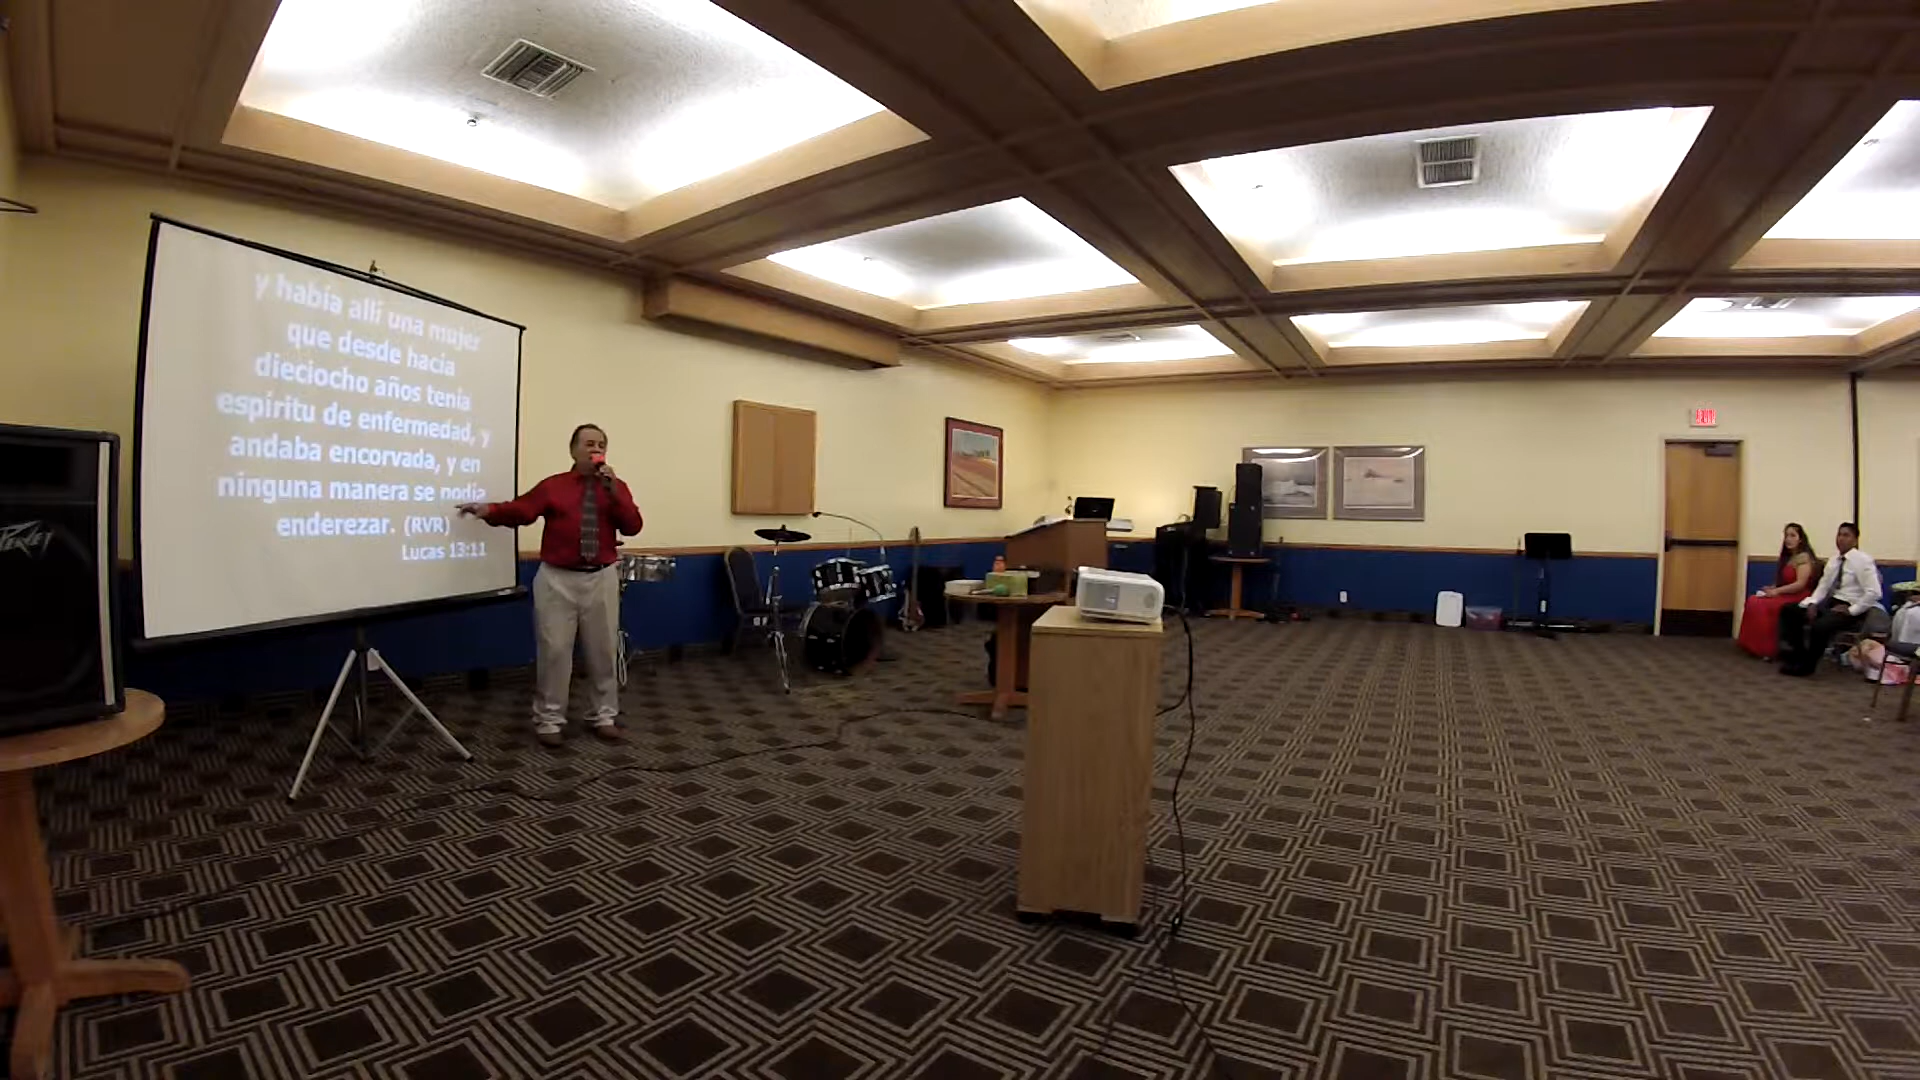 y había allí una mujer
que desde hacía
dieciocho años tenía
espíritu de enfermedad, y
andaba encorvada, y en
ninguna manera se podía
enderezar. (RVR)
Lucas 13:11
PEAVEY